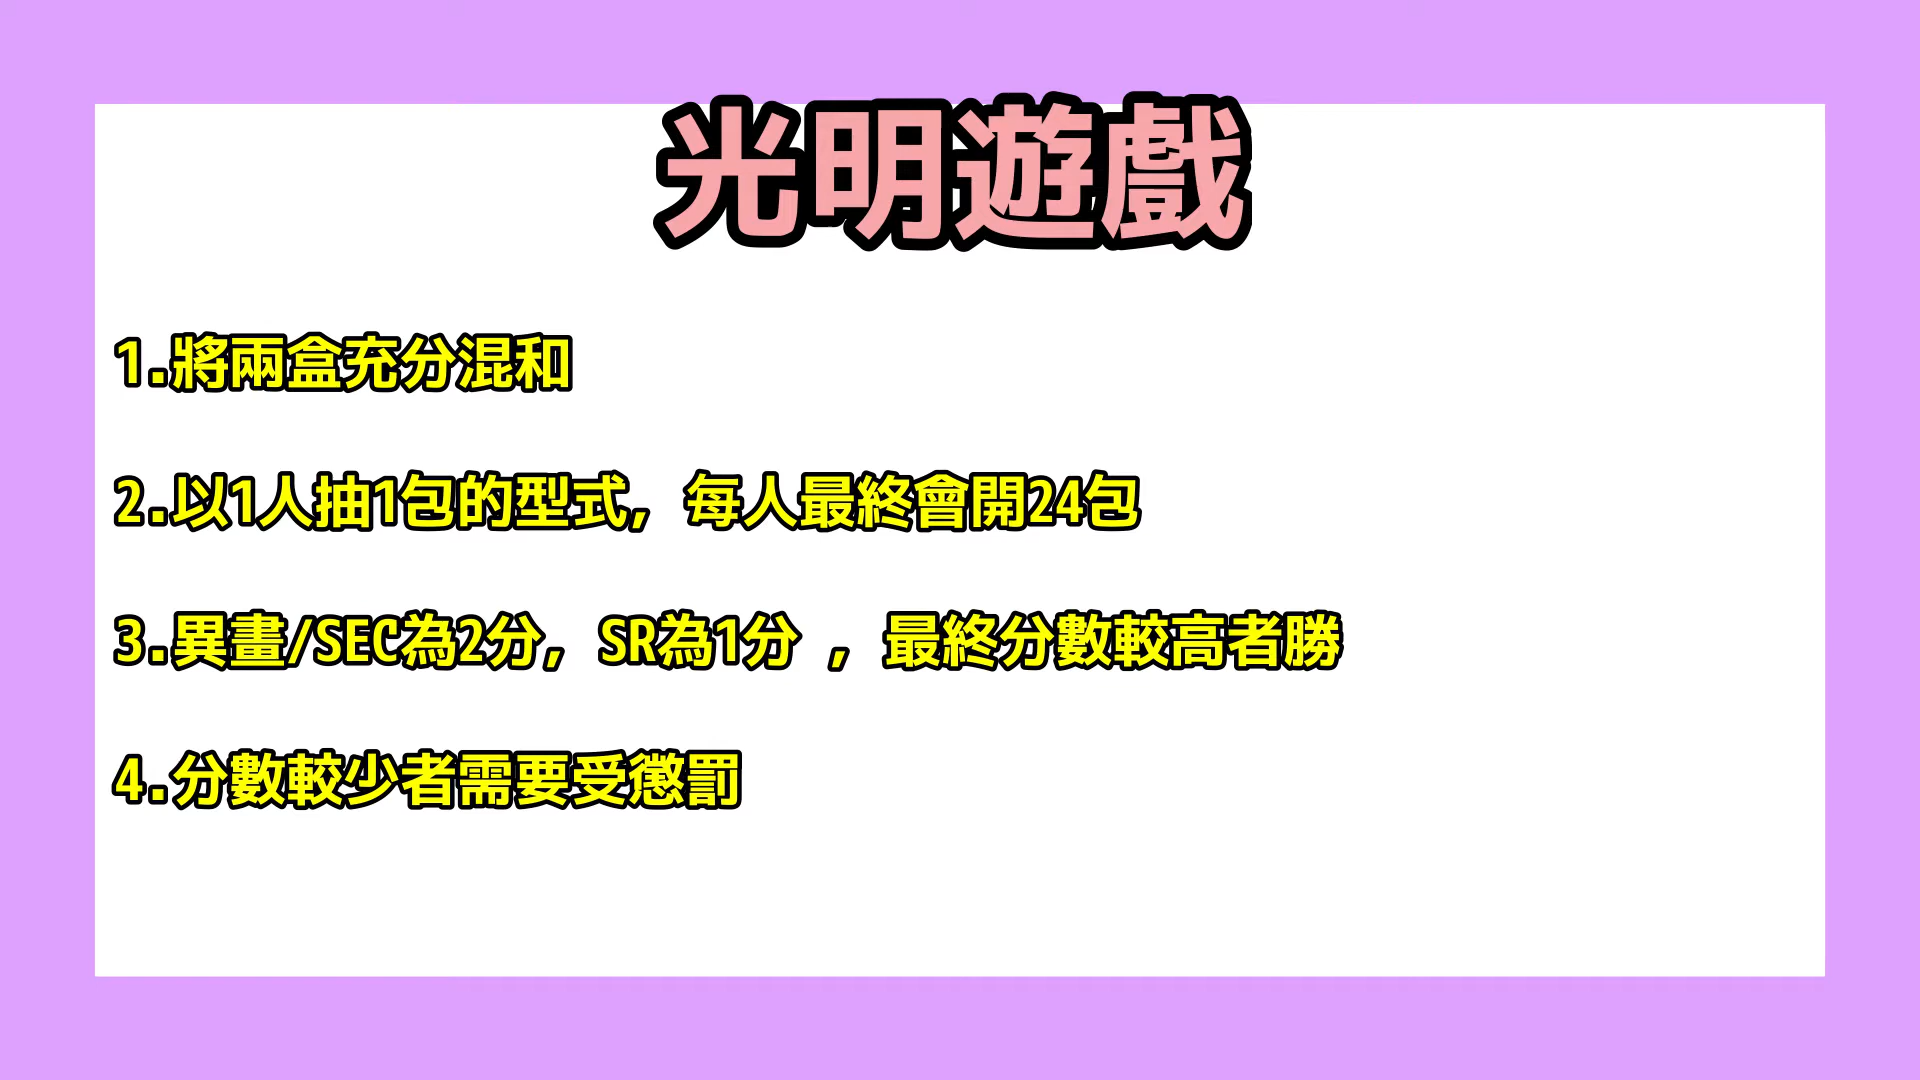 光明遊戲
1.將兩盒充分混和
2.以1人抽1包的型式，每人最終會開24包
3.異畫/SEC為2分，SR為1分 ，最終分數較高者勝
4.分數較少者需要受懲罰